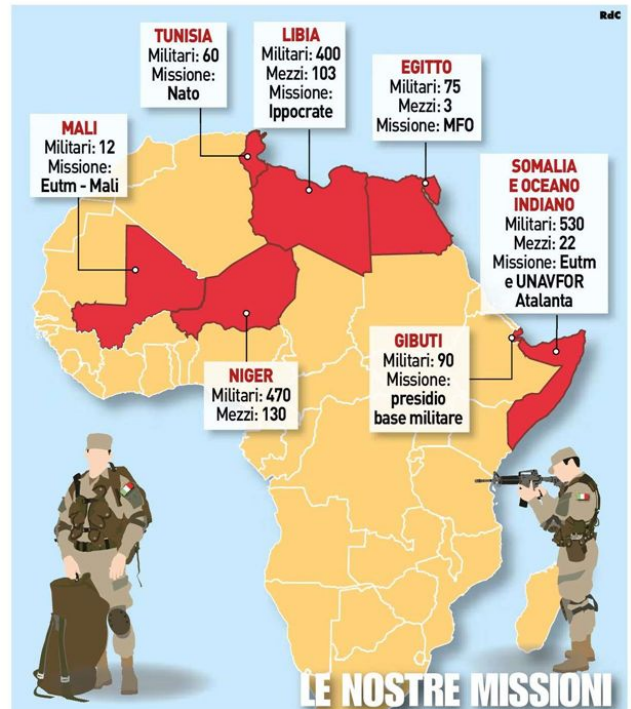 RdC
TUNISIA
Militari: 60
Missione:
Nato
LIBIA
Militari: 400
Mezzi: 103
Missione:
Ippocrate
EGITTO
Militari: 75
Mezzi: 3
Missione: MFO
MALI
Militari: 12
Missione:
Eutm - Mali
SOMALIA
E OCEANO
INDIANO
Militari: 530
Mezzi: 22
Missione: Eutm
e UNAVFOR
Atalanta
NIGER
Militari: 470
Mezzi: 130
GIBUTI
Militari: 90
Missione:
presidio
base militare
LE NOSTRE MISSIONI